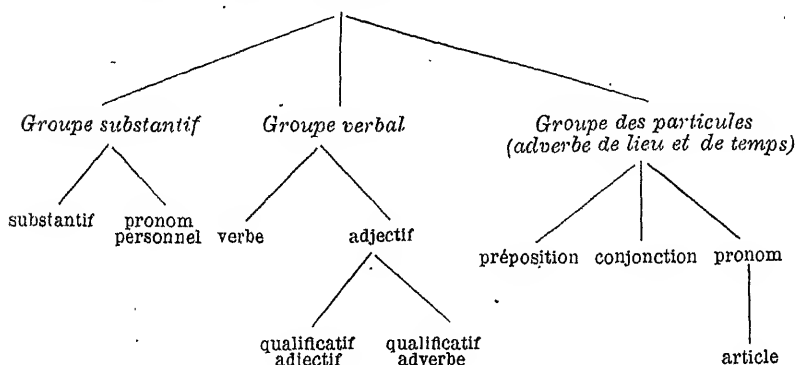 Groupe substantif Groupe verbal Groupe des particules
(adverbe de lieu et de temps)
substantif pronom personnel verbe adjectif préposition conjonction pronom
qualificatif adjectif qualificatif adverbe article